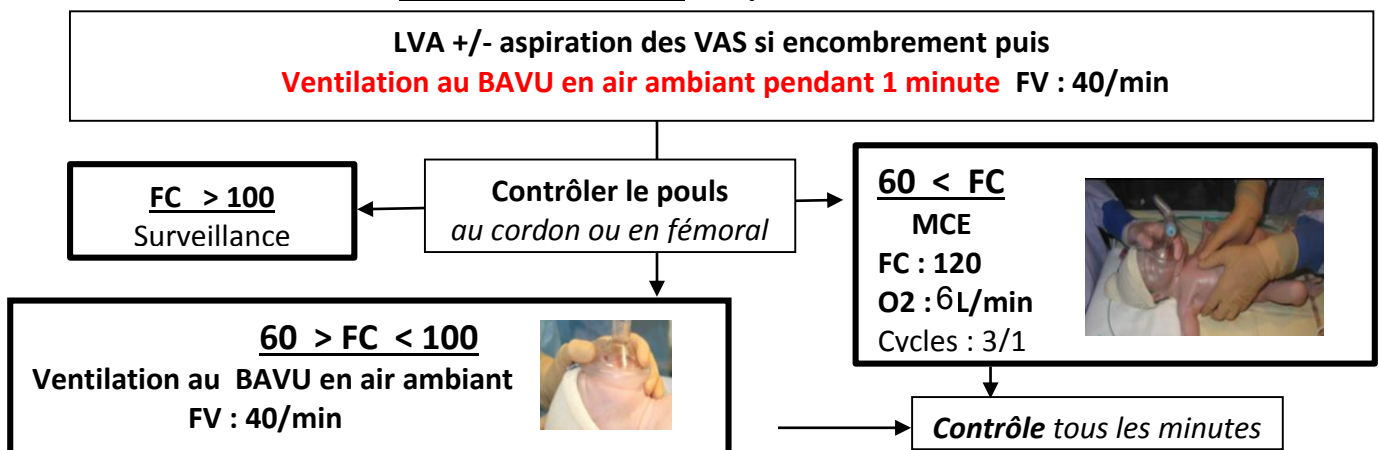 LVA +/- aspiration des VAS si encombrement puis
Ventilation au BAVU en air ambiant pendant 1 minute FV : 40/min
FC > 100
Surveillance
Contrôler le pouls
au cordon ou en fémoral
60 < FC
MCE
FC : 120
O2 : 6 L/min
Cycles : 3/1
60 > FC < 100
Ventilation au BAVU en air ambiant
FV : 40/min
Contrôle tous les minutes